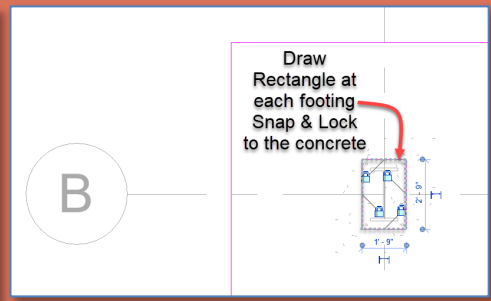 Draw
Rectangle at
each footing
Snap & Lock
to the concrete
B
2' - 9"
1' - 9"